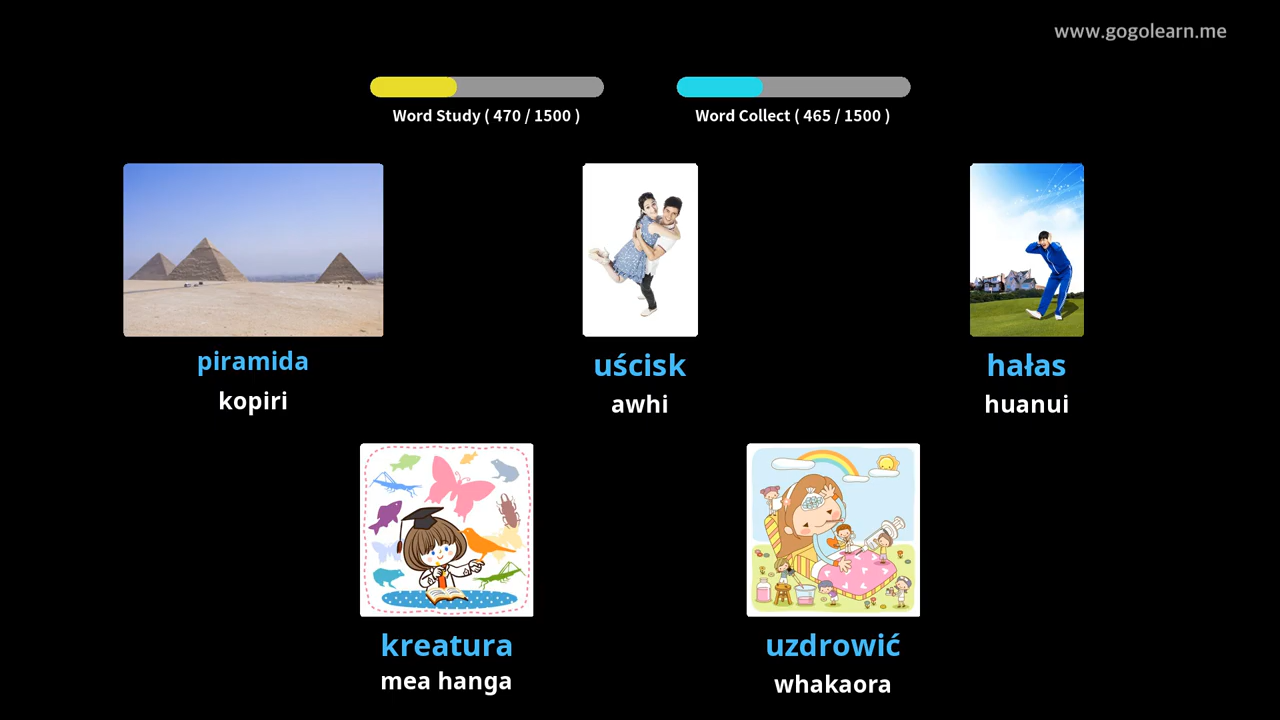 www.gogolearn.me
Word Study ( 470 / 1500 )
Word Collect ( 465 / 1500 )
piramida
kopiri
uścisk
awhi
hałas
huanui
kreatura
mea hanga
uzdrowić
whakaora